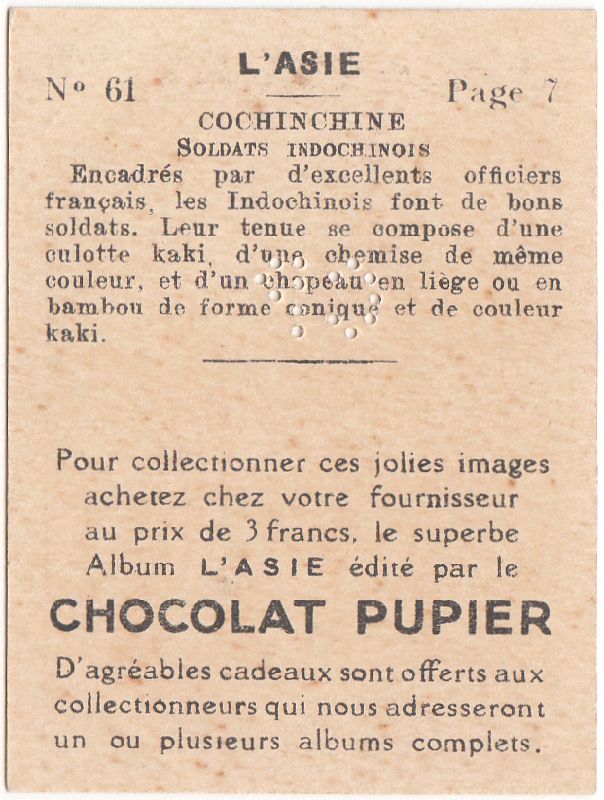 L'ASIE
Nº 61
Page 7
COCHINCHINE
SOLDATS INDOCHINOIS
Encadrés par d'excellents officiers
français, les Indochinois font de bons
soldats. Leur tenue se compose d'une
culotte kaki, d'une chemise de même
couleur, et d'un chapeau en liège ou en
bambou de forme conique et de couleur
kaki.
Pour collectionner ces jolies images
achetez chez votre fournisseur
au prix de 3 francs, le superbe
Album L'ASIE édité par le
CHOCOLAT PUPIER
D'agréables cadeaux sont offerts aux
collectionneurs qui nous adresseront
un ou plusieurs albums complets.